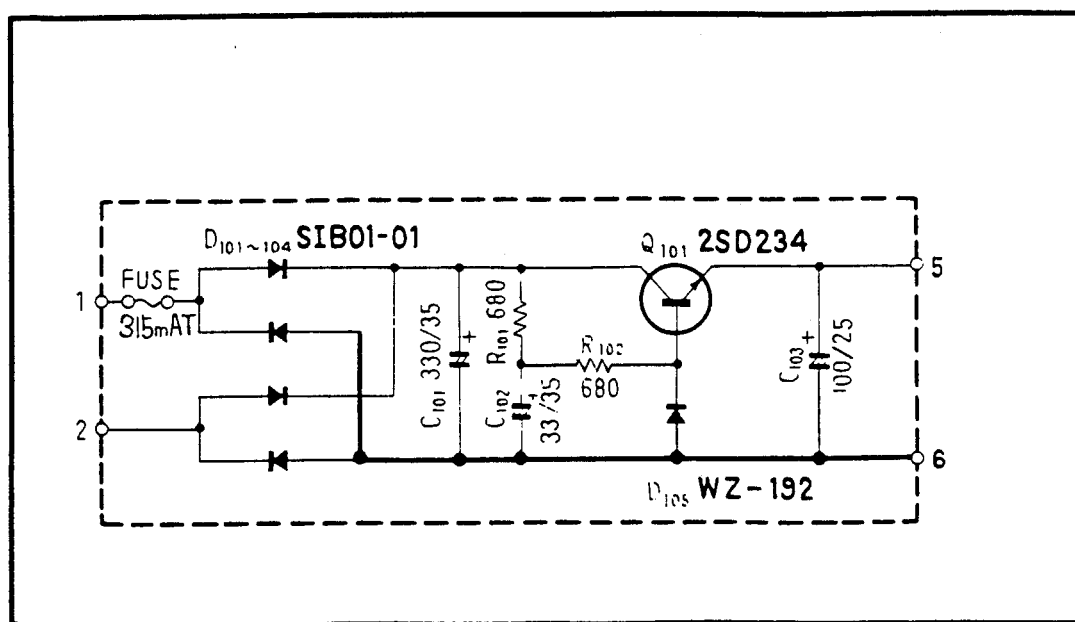 D101~104 SIB01-01
Q101 2SD234
FUSE
315mAT
1
2
5
6
R101 680
C101 330/35
C102 33/35
R102
680
C103 100/25
+
+
+
D105 WZ-192